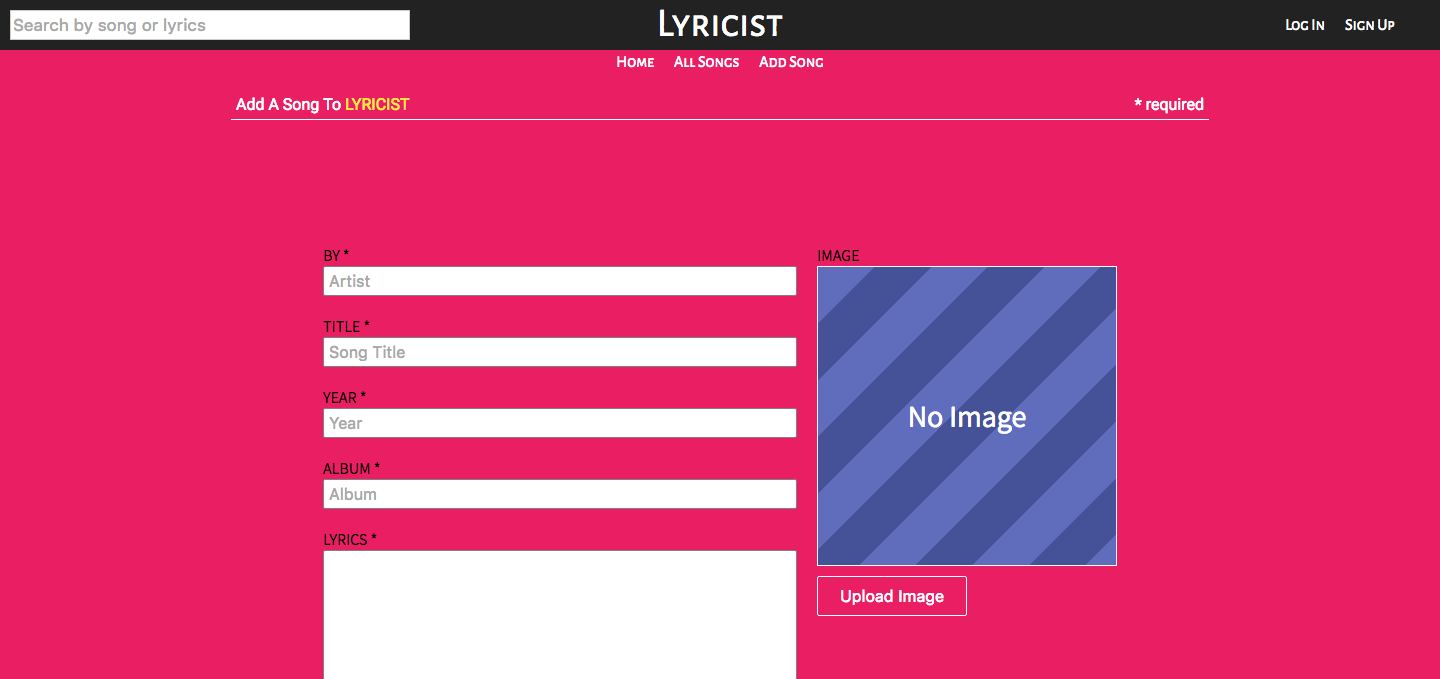 Search by song or lyrics
Lyricist
Log In Sign Up
Home All Songs Add Song
Add A Song To LYRICIST
* required
BY *
Artist
TITLE *
Song Title
YEAR *
Year
ALBUM *
Album
LYRICS *
IMAGE
No Image
Upload Image